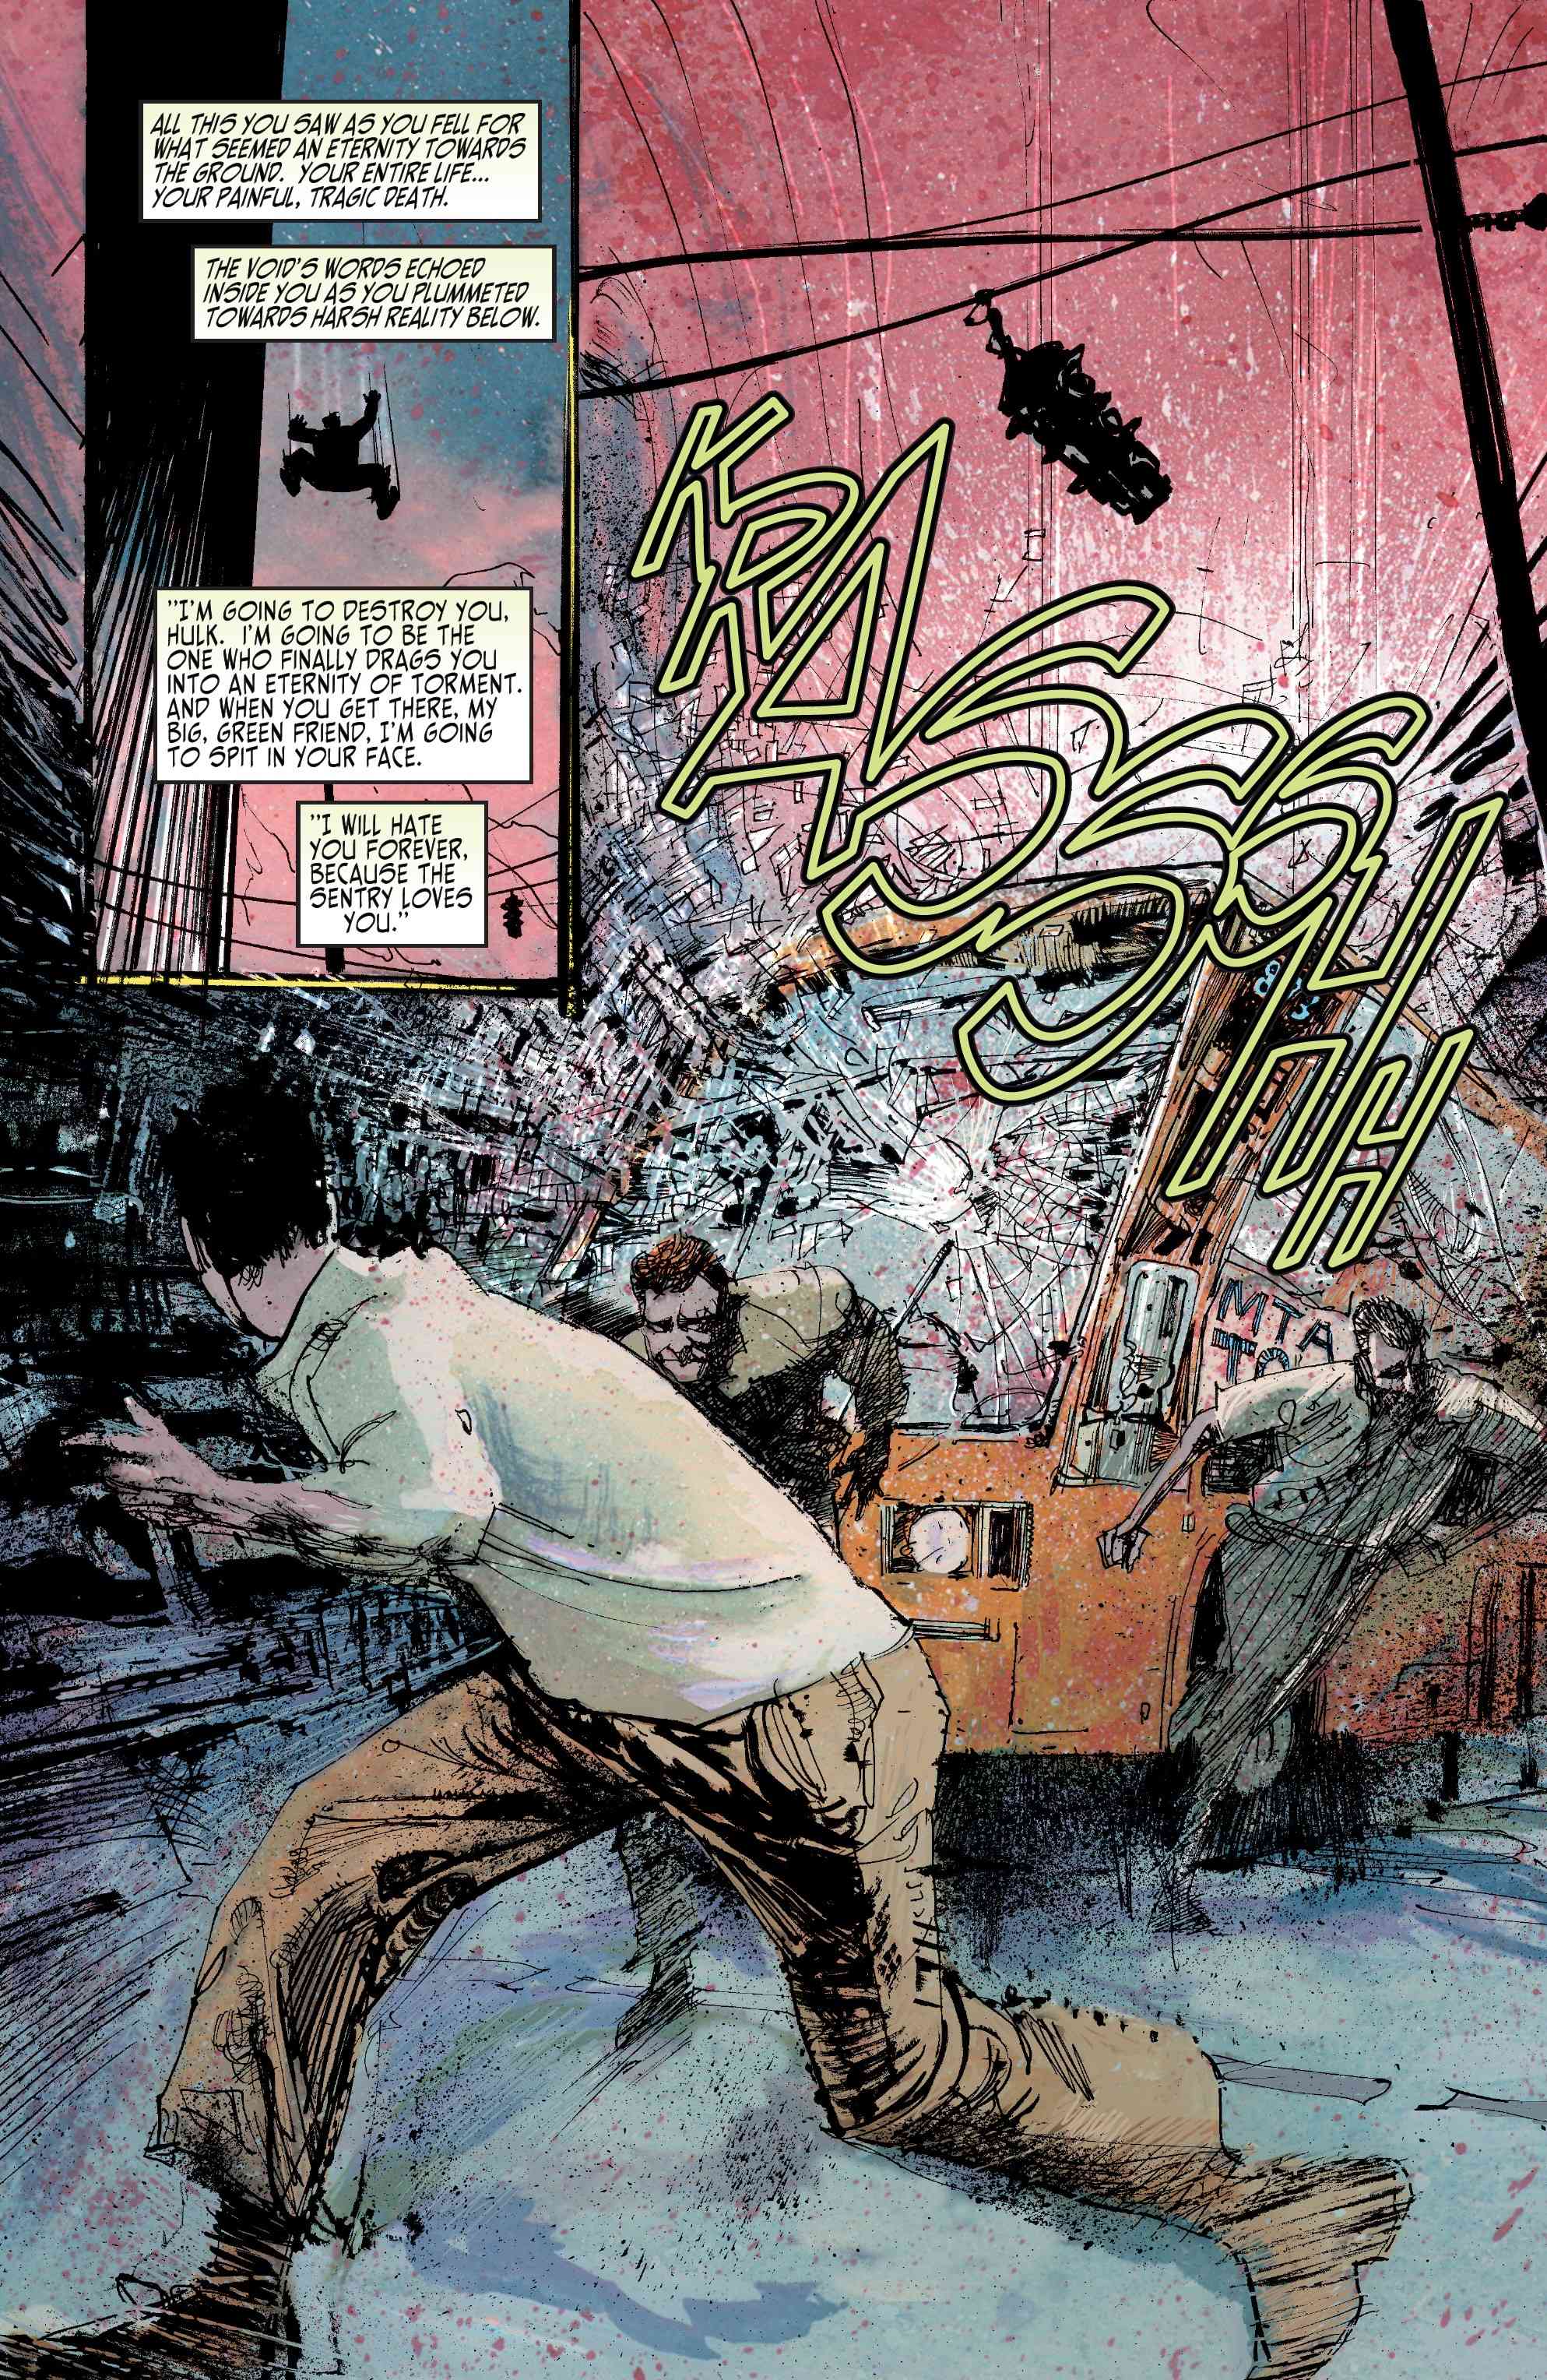 ALL THIS YOU SAW AS YOU FELL FOR
WHAT SEEMED AN ETERNITY TOWARDS
THE GROUND. YOUR ENTIRE LIFE...
YOUR PAINFUL, TRAGIC DEATH.
THE VOID'S WORDS ECHOED
INSIDE YOU AS YOU PLUMMETED
TOWARDS HARSH REALITY BELOW.
"I'M GOING TO DESTROY YOU,
HULK. I'M GOING TO BE THE
ONE WHO FINALLY DRAGS YOU
INTO AN ETERNITY OF TORMENT.
AND WHEN YOU GET THERE, MY
BIG, GREEN FRIEND, I'M GOING
TO SPIT IN YOUR FACE.
"I WILL HATE
YOU FOREVER,
BECAUSE THE
SENTRY LOVES
YOU."
KRASSSHH
MTA
TO